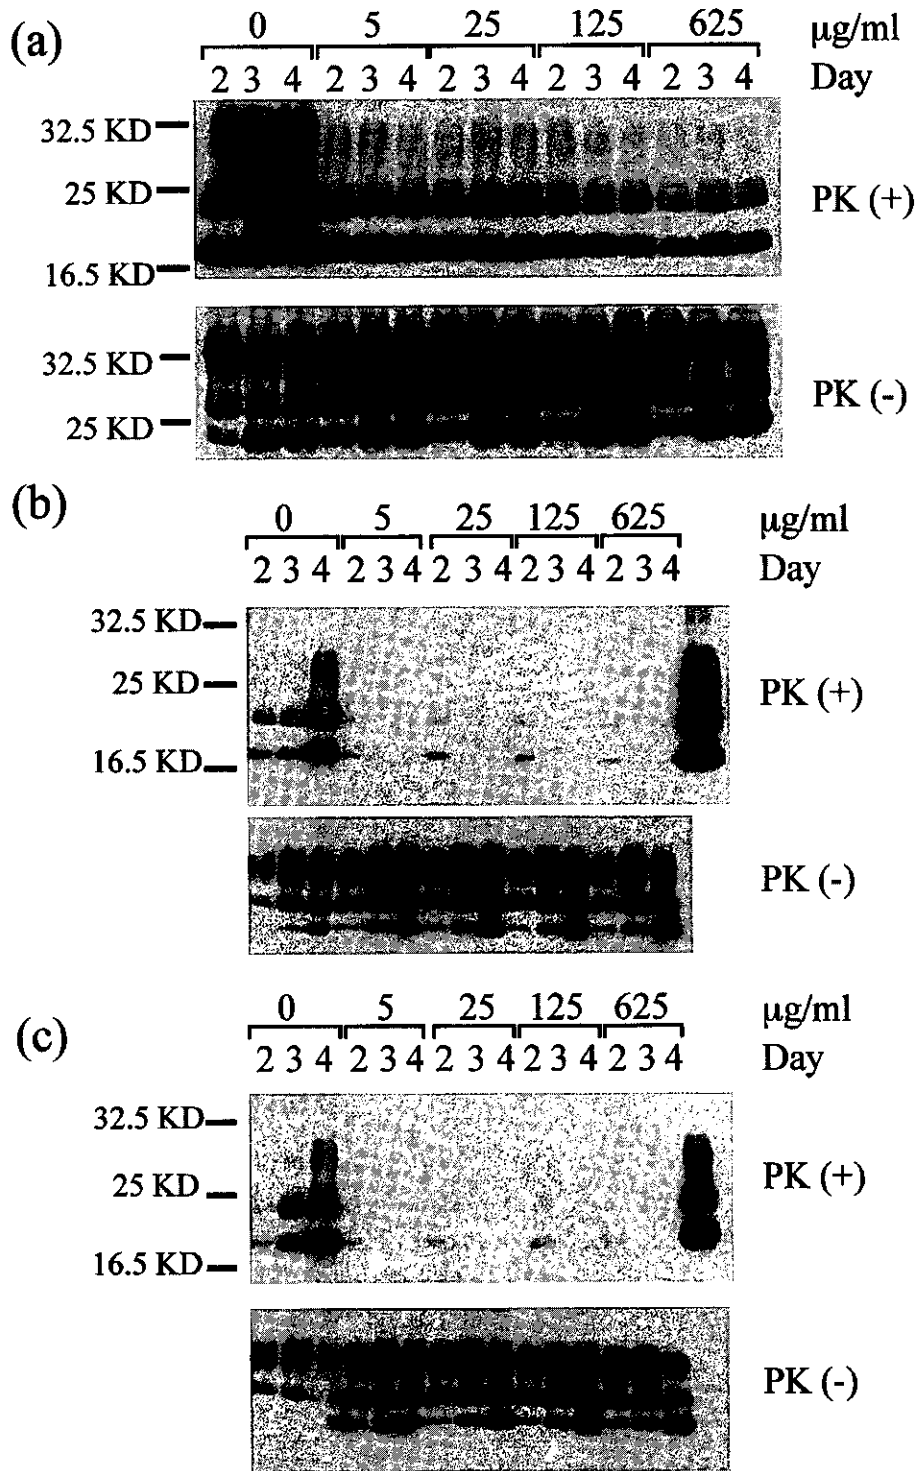 (a)
0 5 25 125 625 μg/ml
2 3 4 2 3 4 2 3 4 2 3 4 2 3 4 Day
32.5 KD
25 KD
16.5 KD
PK (+)
32.5 KD
25 KD
PK (-)
(b)
0 5 25 125 625 μg/ml
2 3 4 2 3 4 2 3 4 2 3 4 2 3 4 Day
32.5 KD
25 KD
16.5 KD
PK (+)
PK (-)
(c)
0 5 25 125 625 μg/ml
2 3 4 2 3 4 2 3 4 2 3 4 2 3 4 Day
32.5 KD
25 KD
16.5 KD
PK (+)
PK (-)